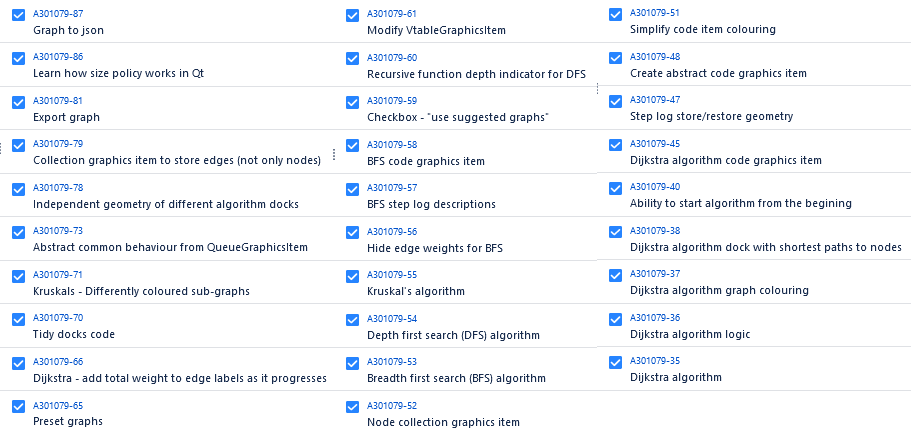 A301079-87
Graph to json
A301079-86
Learn how size policy works in Qt
A301079-81
Export graph
A301079-79
Collection graphics item to store edges (not only nodes)
A301079-78
Independent geometry of different algorithm docks
A301079-73
Abstract common behaviour from QueueGraphicsItem
A301079-71
Kruskals - Differently coloured sub-graphs
A301079-70
Tidy docks code
A301079-66
Dijkstra - add total weight to edge labels as it progresses
A301079-65
Preset graphs
A301079-61
Modify VtableGraphicsItem
A301079-60
Recursive function depth indicator for DFS
A301079-59
Checkbox - "use suggested graphs"
A301079-58
BFS code graphics item
A301079-57
BFS step log descriptions
A301079-56
Hide edge weights for BFS
A301079-55
Kruskal's algorithm
A301079-54
Depth first search (DFS) algorithm
A301079-53
Breadth first search (BFS) algorithm
A301079-52
Node collection graphics item
A301079-51
Simplify code item colouring
A301079-48
Create abstract code graphics item
A301079-47
Step log store/restore geometry
A301079-45
Dijkstra algorithm code graphics item
A301079-40
Ability to start algorithm from the begining
A301079-38
Dijkstra algorithm dock with shortest paths to nodes
A301079-37
Dijkstra algorithm graph colouring
A301079-36
Dijkstra algorithm logic
A301079-35
Dijkstra algorithm